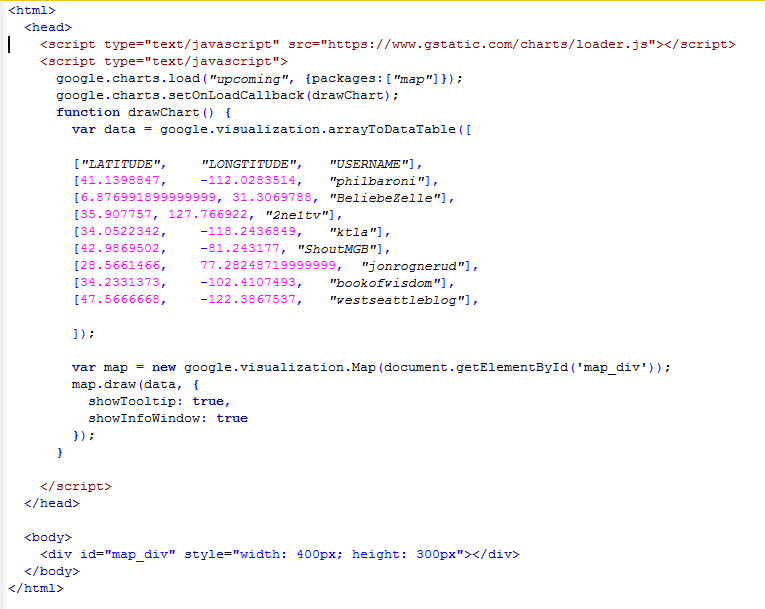 <html>
<head>
<script type="text/javascript" src="https://www.gstatic.com/charts/loader.js"></script>
<script type="text/javascript">
google.charts.load("upcoming", {packages:["map"]});
google.charts.setOnLoadCallback(drawChart);
function drawChart() {
var data = google.visualization.arrayToDataTable([
["LATITUDE", "LONGTITUDE", "USERNAME"],
[41.1398847, -112.0283514, "philbaroni"],
[6.876991899999999, 31.3069788, "BeliebeZelle"],
[35.907757, 127.766922, "2ne1tv"],
[34.0522342, -118.2436849, "ktla"],
[42.9869502, -81.243177, "ShoutMGB"],
[28.5661466, 77.28248719999999, "jonrognerud"],
[34.2331373, -102.4107493, "bookofwisdom"],
[47.5666668, -122.3867537, "westseattleblog"],
]);
var map = new google.visualization.Map(document.getElementById('map_div'));
map.draw(data, {
showTooltip: true,
showInfoWindow: true
});
}
</script>
</head>
<body>
<div id="map_div" style="width: 400px; height: 300px"></div>
</body>
</html>